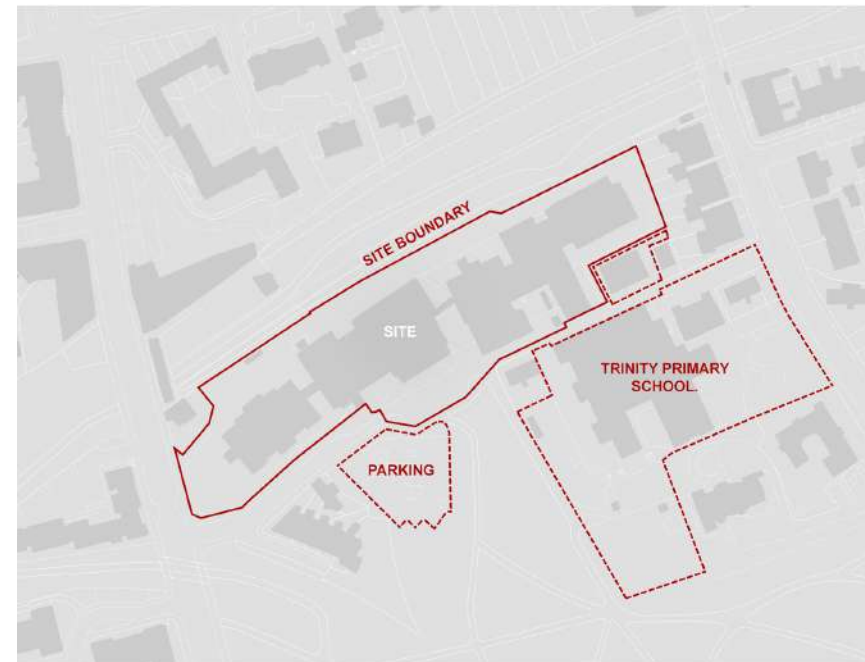 SITE BOUNDARY
SITE
TRINITY PRIMARY
SCHOOL.
PARKING